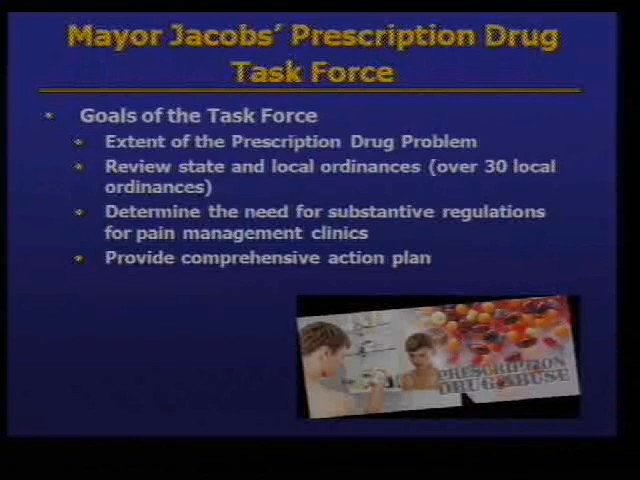 Mayor Jacobs´ Prescription Drug
Task Force
Goals of the Task Force
Extent of the Prescription Drug Problem
Review state and local ordinances (over 30 local
ordinances)
Determine the need for substantive regulations
for pain management clinics
Provide comprehensive action plan
PRESCRIPTION
DRUG ABUSE